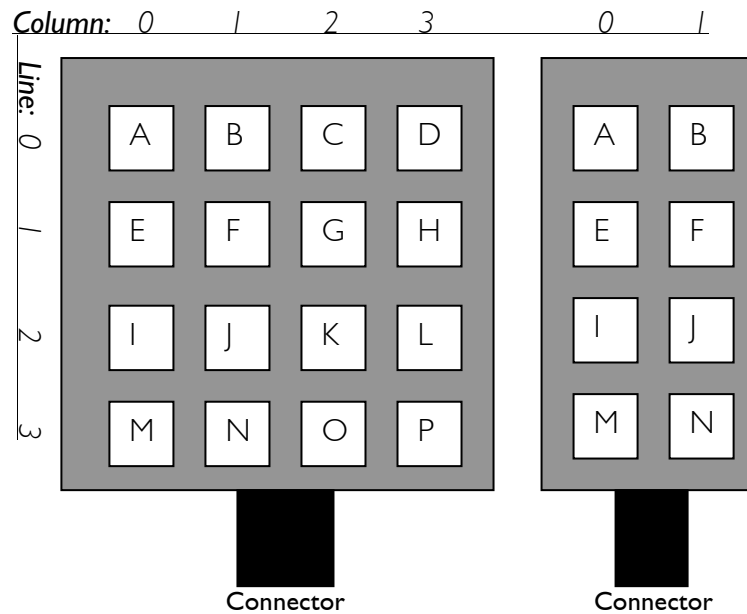 Column: 0 1 2 3 0 1
Line: 0 1 2 3
A B C D A B
E F G H E F
I J K L I J
M N O P M N
Connector Connector